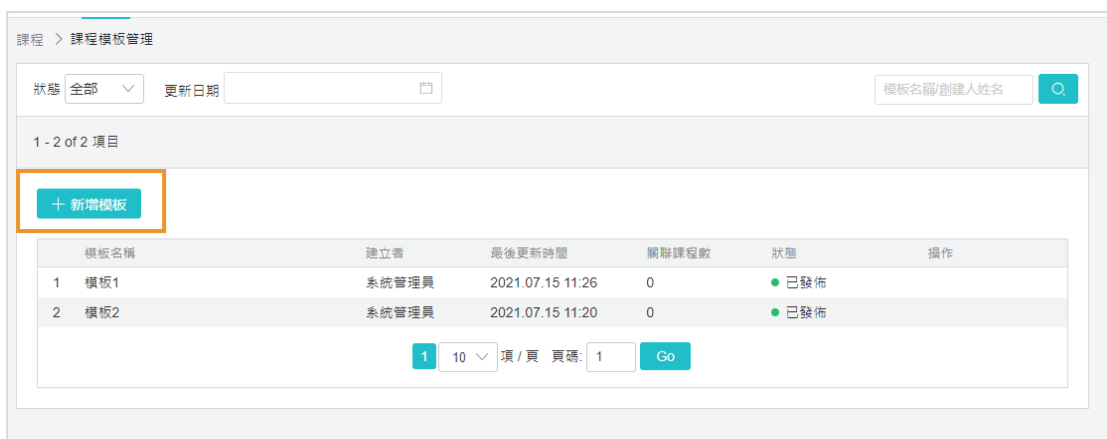 課程 > 課程模板管理
狀態 全部 更新日期 模板名稱/創建人姓名
1 - 2 of 2 項目
+ 新增模板
模板名稱 建立者 最後更新時間 關聯課程數 狀態 操作
1 模板1 系統管理員 2021.07.15 11:26 0 已發佈
2 模板2 系統管理員 2021.07.15 11:20 0 已發佈
1 10 項 / 頁 頁碼: 1 Go